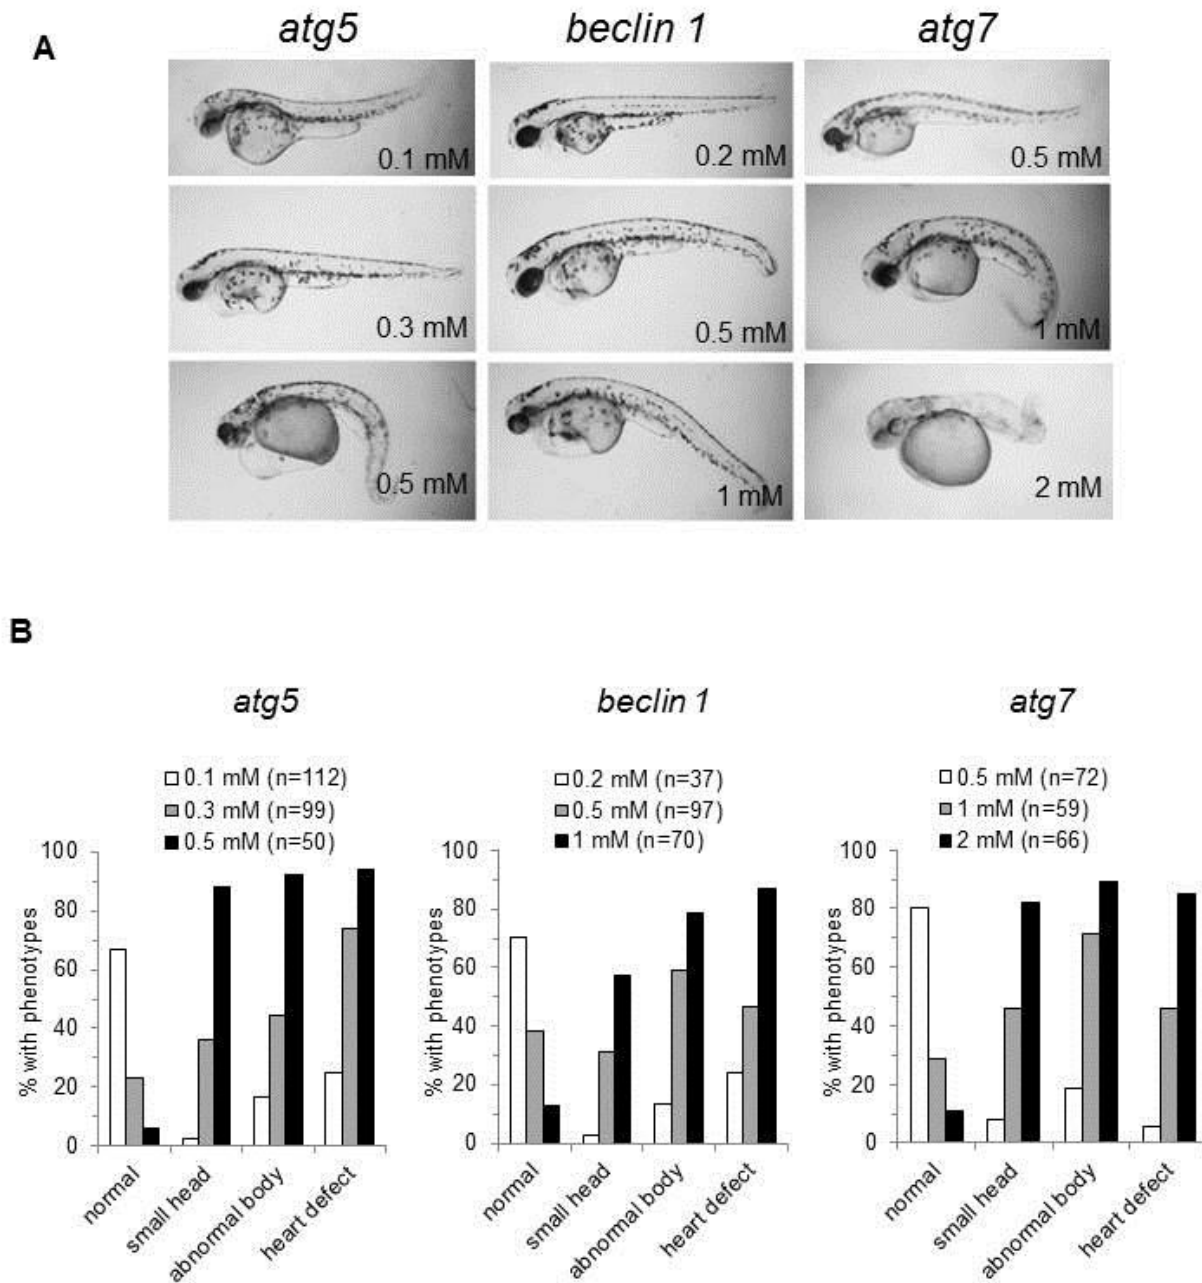 A
atg5 beclin 1 atg7
0.1 mM 0.2 mM 0.5 mM
0.3 mM 0.5 mM 1 mM
0.5 mM 1 mM 2 mM
B
atg5 beclin 1 atg7
0.1 mM (n=112) 0.2 mM (n=37) 0.5 mM (n=72)
0.3 mM (n=99) 0.5 mM (n=97) 1 mM (n=59)
0.5 mM (n=50) 1 mM (n=70) 2 mM (n=66)
% with phenotypes % with phenotypes % with phenotypes
100 100 100
80 80 80
60 60 60
40 40 40
20 20 20
0 0 0
normal small head abnormal body heart defect normal small head abnormal body heart defect normal small head abnormal body heart defect